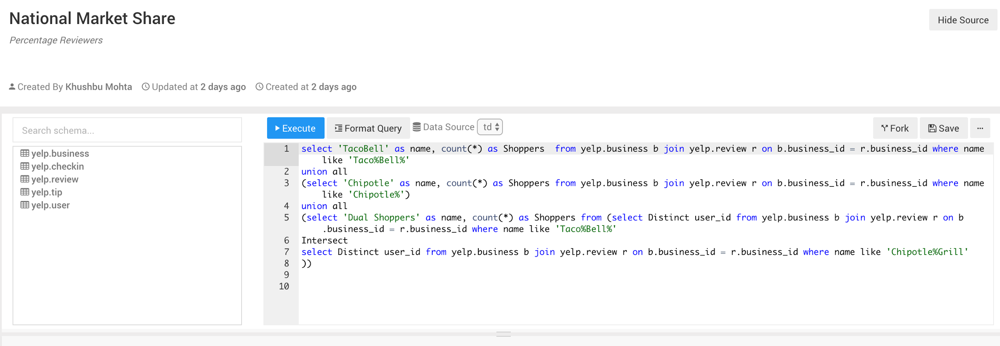 National Market Share
Hide Source
Percentage Reviewers
Created By Khushbu Mohta Updated at 2 days ago Created at 2 days ago
Search schema...
yelp.business
yelp.checkin
yelp.review
yelp.tip
yelp.user
Execute Format Query Data Source td Fork Save ...
1 select 'TacoBell' as name, count(*) as Shoppers  from yelp.business b join yelp.review r on b.business_id = r.business_id where name
like 'Taco%Bell%'
2 union all
3 (select 'Chipotle' as name, count(*) as Shoppers from yelp.business b join yelp.review r on b.business_id = r.business_id where name
like 'Chipotle%')
4 union all
5 (select 'Dual Shoppers' as name, count(*) as Shoppers from (select Distinct user_id from yelp.business b join yelp.review r on b
.business_id = r.business_id where name like 'Taco%Bell%'
6 Intersect
7 select Distinct user_id from yelp.business b join yelp.review r on b.business_id = r.business_id where name like 'Chipotle%Grill'
8 ))
9
10